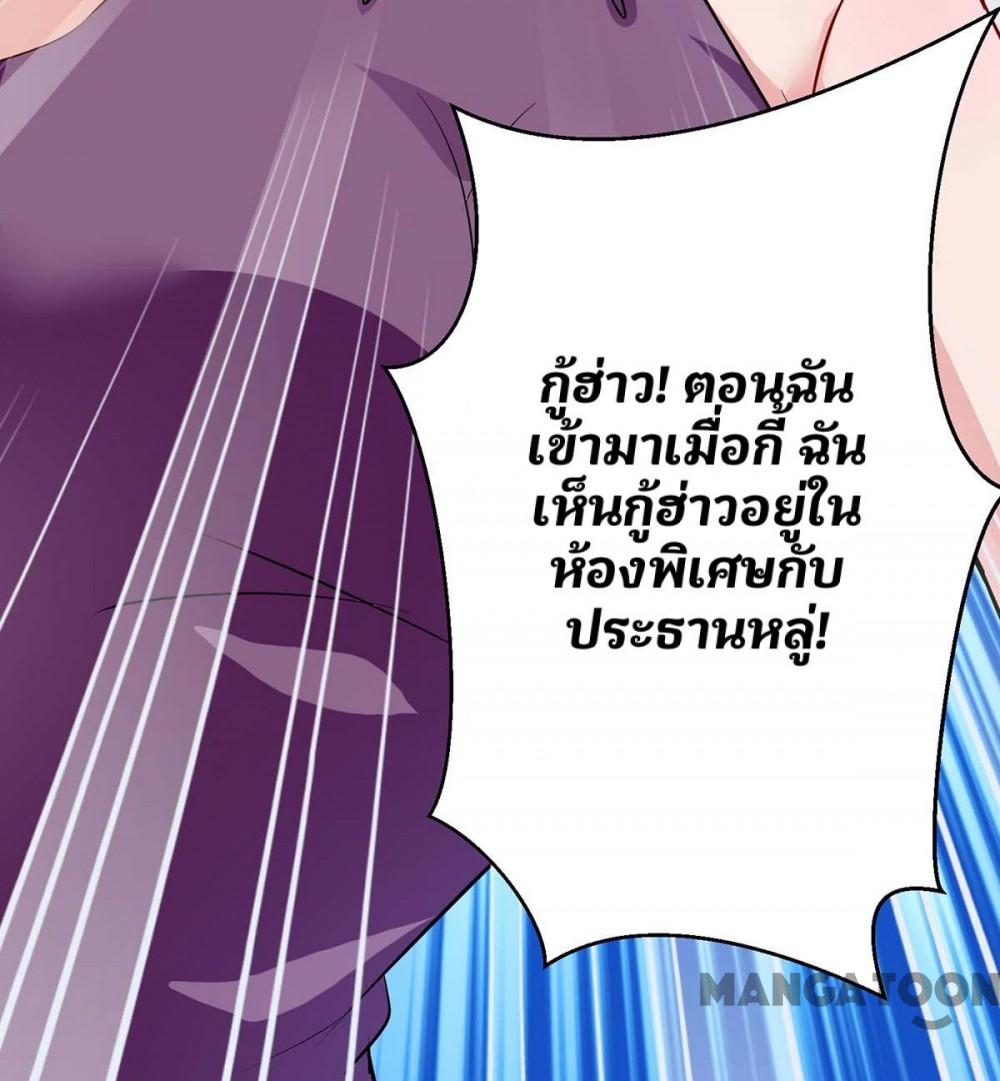 กู้ฮ่าว! ตอนฉัน
เข้ามาเมื่อกี้ ฉัน
เห็นกู้ฮ่าวอยู่ใน
ห้องพิเศษกับ
ประธานหลู่!
MANGATOON